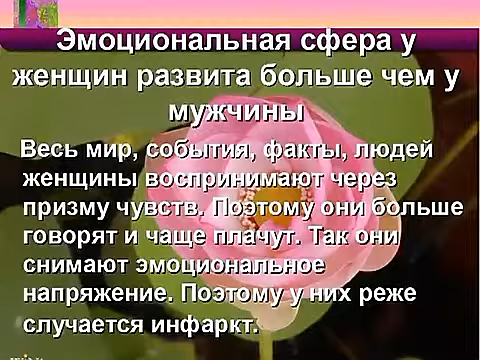 Эмоциональная сфера у
женщин развита больше чем у
мужчины
Весь мир, события, факты, людей
женщины воспринимают через
призму чувств. Поэтому они больше
говорят и чаще плачут. Так они
снимают эмоциональное
напряжение. Поэтому у них реже
случается инфаркт.